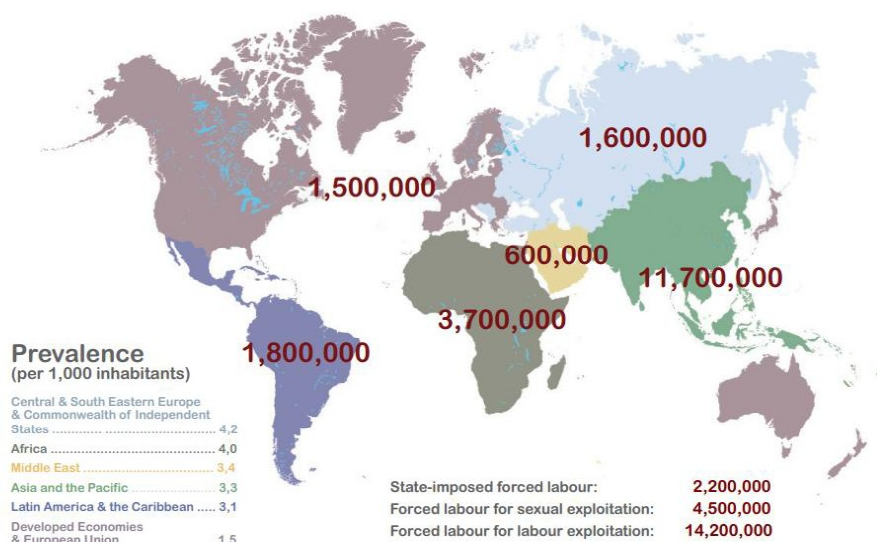 1,600,000
1,500,000
600,000
11,700,000
3,700,000
1,800,000
Prevalence
(per 1,000 inhabitants)
Central & South Eastern Europe
& Commonwealth of Independent
States ............ .......................... 4,2
Africa ......................................... 4,0
Middle East ................................ 3,4
Asia and the Pacific .................... 3,3
Latin America & the Caribbean ..... 3,1
Developed Economies
& European Union 1,5
State-imposed forced labour: 2,200,000
Forced labour for sexual exploitation: 4,500,000
Forced labour for labour exploitation: 14,200,000